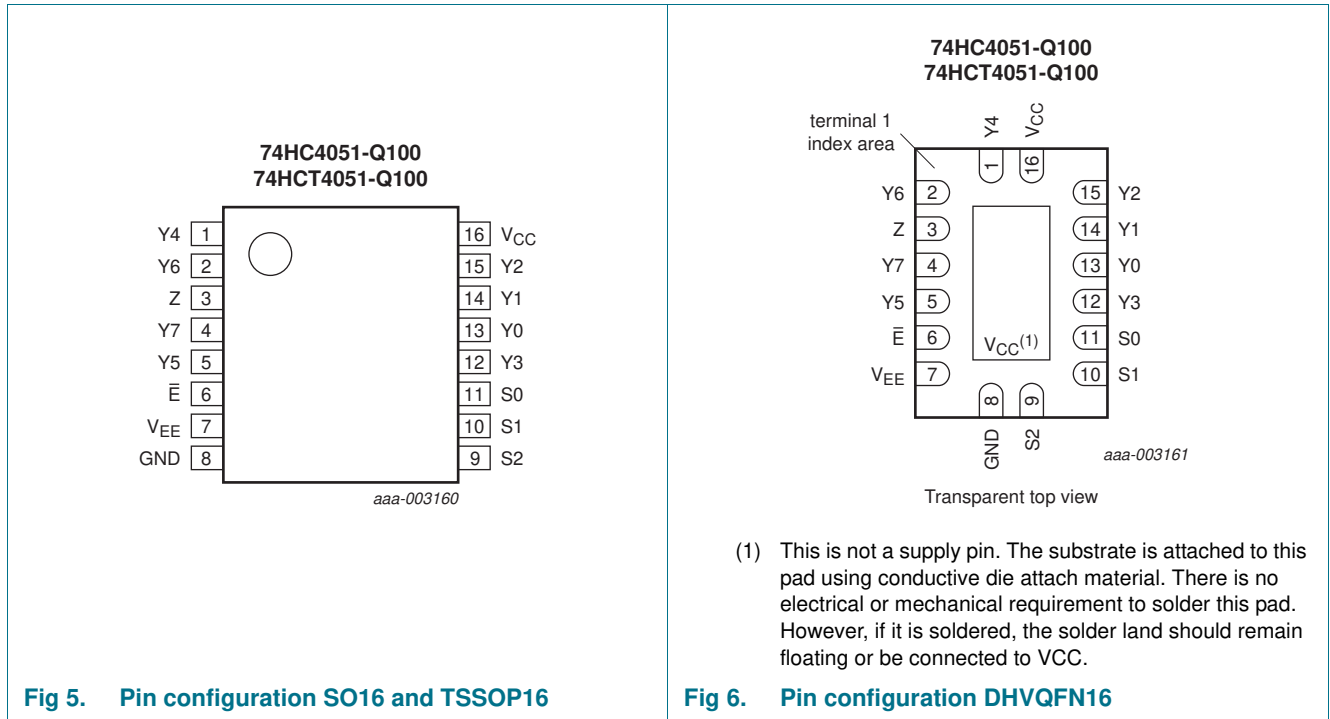 74HC4051-Q100
74HCT4051-Q100
Y4 1
Y6 2
Z 3
Y7 4
Y5 5
E̅ 6
VEE 7
GND 8
16 VCC
15 Y2
14 Y1
13 Y0
12 Y3
11 S0
10 S1
9 S2
aaa-003160
Fig 5. Pin configuration SO16 and TSSOP16
74HC4051-Q100
74HCT4051-Q100
terminal 1
index area
Y4 VCC
1 16
Y6 2
Z 3
Y7 4
Y5 5
E̅ 6
VEE 7
15 Y2
14 Y1
13 Y0
12 Y3
11 S0
10 S1
VCC(1)
8 9
GND S2
aaa-003161
Transparent top view
(1) This is not a supply pin. The substrate is attached to this
pad using conductive die attach material. There is no
electrical or mechanical requirement to solder this pad.
However, if it is soldered, the solder land should remain
floating or be connected to VCC.
Fig 6. Pin configuration DHVQFN16